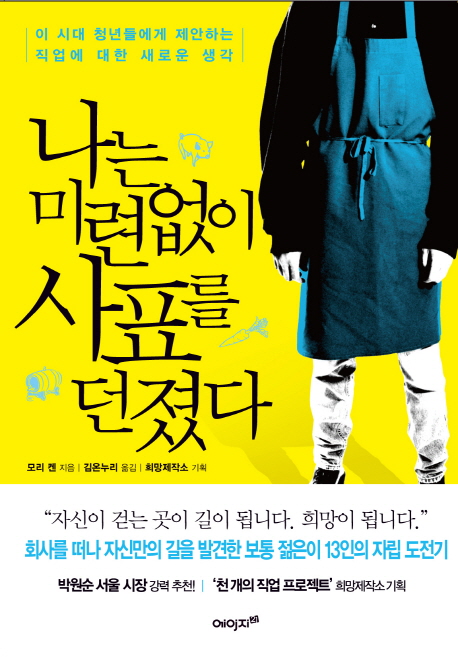 이 시대 청년들에게 제안하는
직업에 대한 새로운 생각
나는
미련없이
사표를
던졌다
모리 켄 지음 | 김온누리 옮김 | 희망제작소 기획
“자신이 걷는 곳이 길이 됩니다. 희망이 됩니다.”
회사를 떠나 자신만의 길을 발견한 보통 젊은이 13인의 자립 도전기
박원순 서울 시장 강력 추천! | ‘천 개의 직업 프로젝트’ 희망제작소 기획
에이지21